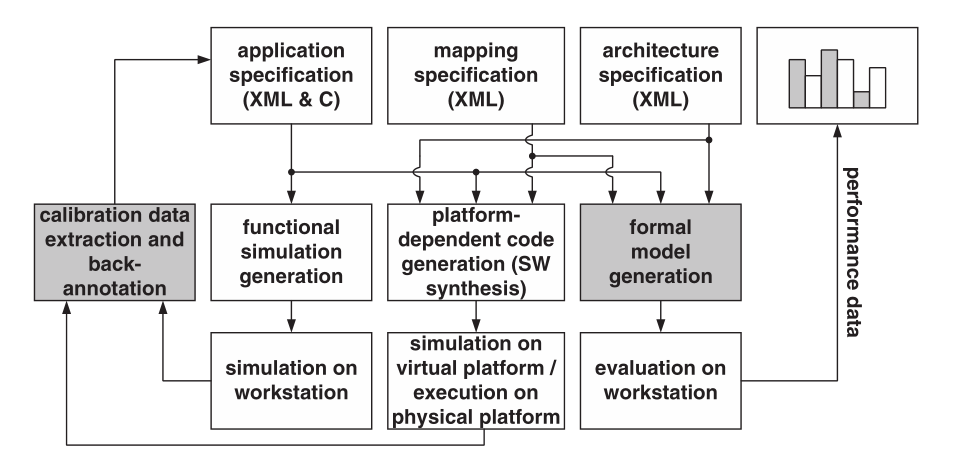 application
specification
(XML & C)
mapping
specification
(XML)
architecture
specification
(XML)
calibration data
extraction and
back-
annotation
functional
simulation
generation
platform-
dependent code
generation (SW
synthesis)
formal
model
generation
performance data
simulation on
workstation
simulation on
virtual platform /
execution on
physical platform
evaluation on
workstation